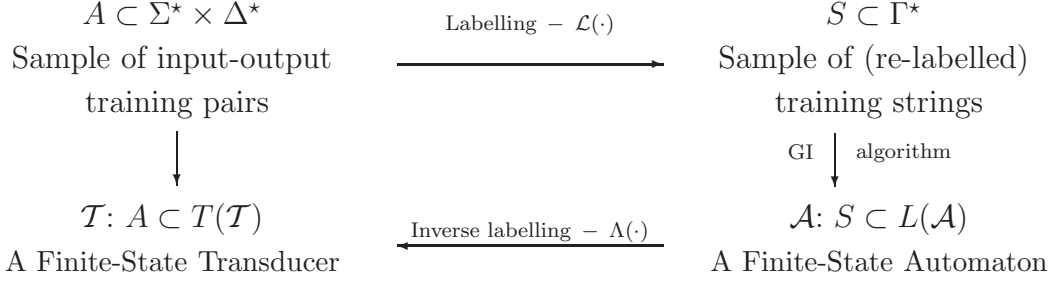 A ⊂ Σ⋆ × Δ⋆
Sample of input-output
training pairs
Labelling − ℒ(·)
S ⊂ Γ⋆
Sample of (re-labelled)
training strings
GI algorithm
𝒯: A ⊂ T(𝒯)
A Finite-State Transducer
Inverse labelling − Λ(·)
𝒜: S ⊂ L(𝒜)
A Finite-State Automaton